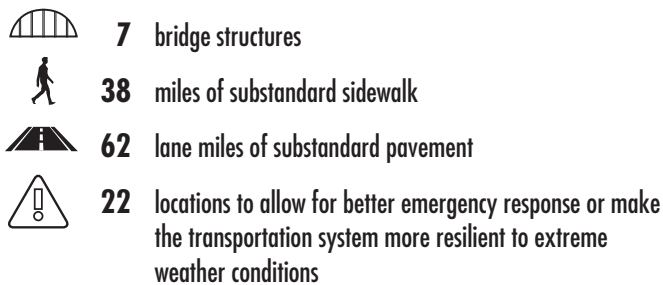 7 bridge structures
38 miles of substandard sidewalk
62 lane miles of substandard pavement
22 locations to allow for better emergency response or make
the transportation system more resilient to extreme
weather conditions